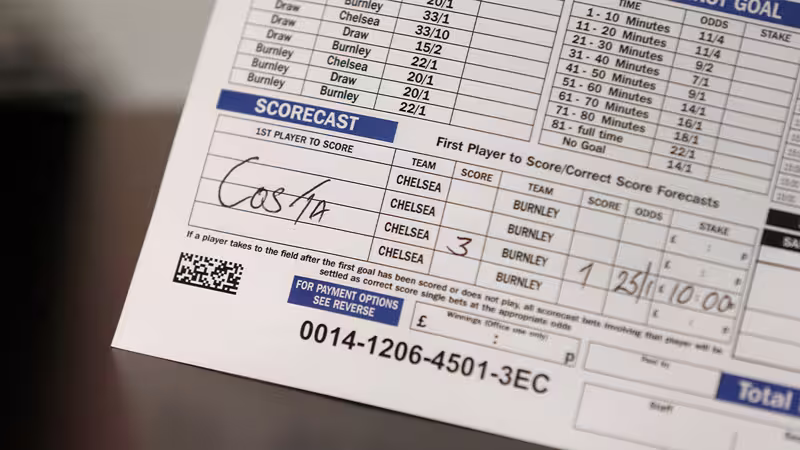 20/1
Burnley 33/1
Draw Chelsea 33/10
Draw Draw 15/2
Draw Burnley 22/1
Burnley Chelsea 20/1
Burnley Draw 20/1
Burnley Burnley 22/1
GOAL
TIME ODDS STAKE
1 - 10 Minutes 11/4
11 - 20 Minutes 11/4
21 - 30 Minutes 9/2
31 - 40 Minutes 7/1
41 - 50 Minutes 9/1
51 - 60 Minutes 14/1
61 - 70 Minutes 16/1
71 - 80 Minutes 18/1
81 - full time 22/1
No Goal 14/1
SCORECAST
First Player to Score/Correct Score Forecasts
1ST PLAYER TO SCORE TEAM SCORE TEAM SCORE ODDS STAKE
CHELSEA BURNLEY £ : p
COSTA CHELSEA BURNLEY £ : p
CHELSEA 3 BURNLEY 1 25/1 £ 10:00
CHELSEA BURNLEY £ : p
If a player takes to the field after the first goal has been scored or does not play, all scorecast bets involving that player will be
settled as correct score single bets at the appropriate odds
FOR PAYMENT OPTIONS
SEE REVERSE
Winnings (Office use only)
£ : p
0014-1206-4501-3EC
Paid by
Staff
Total